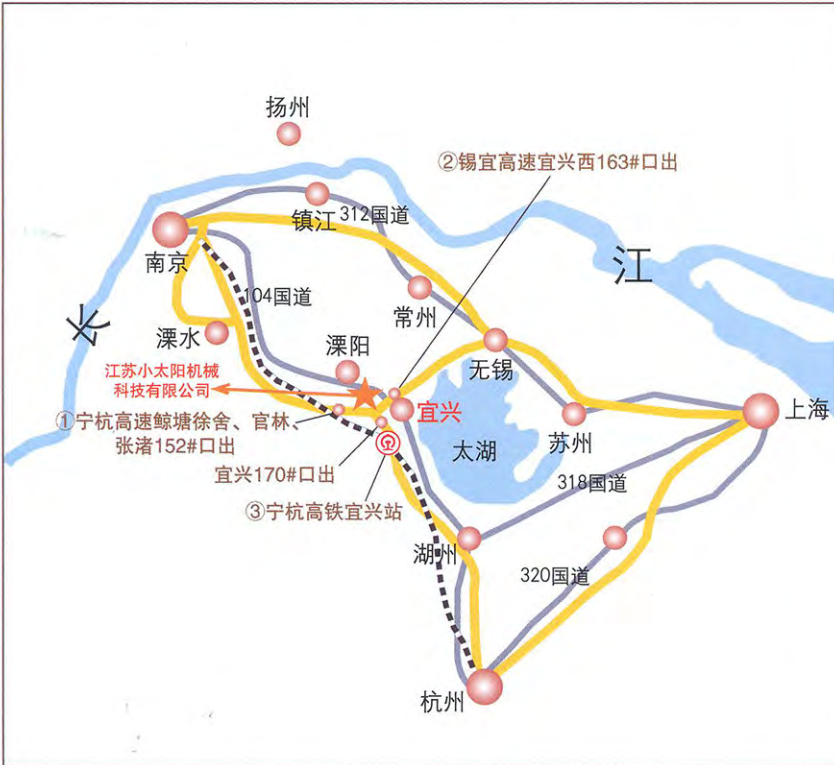 扬州
②锡宜高速宜兴西163#口出
镇江
312国道
南京
长
江
104国道
常州
溧水
溧阳
无锡
江苏小太阳机械
科技有限公司
宜兴
上海
①宁杭高速鲸塘徐舍、官林、
张渚152#口出
太湖
苏州
宜兴170#口出
318国道
③宁杭高铁宜兴站
湖州
320国道
杭州